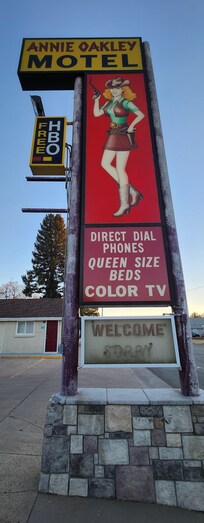 ANNIE OAKLEY
MOTEL
FREE
HBO
DIRECT DIAL
PHONES
QUEEN SIZE
BEDS
COLOR TV
WELCOME
SORRY